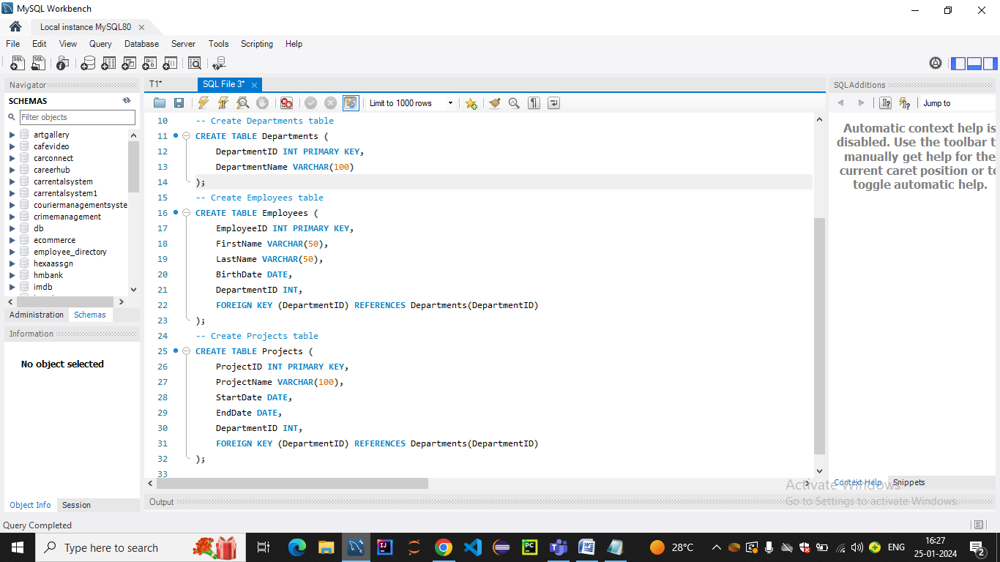 MySQL Workbench
Local instance MySQL80
File Edit View Query Database Server Tools Scripting Help
Navigator
SCHEMAS
Filter objects
artgallery
cafevideo
carconnect
careerhub
carrentalsystem
carrentalsystem1
couriermanagementsyste
crimemanagement
db
ecommerce
employee_directory
hexaassgn
hmbank
imdb
Administration Schemas
Information
No object selected
Object Info Session
T1* SQL File 3*
Limit to 1000 rows
10 -- Create Departments table
11 CREATE TABLE Departments (
12 DepartmentID INT PRIMARY KEY,
13 DepartmentName VARCHAR(100)
14 );
15 -- Create Employees table
16 CREATE TABLE Employees (
17 EmployeeID INT PRIMARY KEY,
18 FirstName VARCHAR(50),
19 LastName VARCHAR(50),
20 BirthDate DATE,
21 DepartmentID INT,
22 FOREIGN KEY (DepartmentID) REFERENCES Departments(DepartmentID)
23 );
24 -- Create Projects table
25 CREATE TABLE Projects (
26 ProjectID INT PRIMARY KEY,
27 ProjectName VARCHAR(100),
28 StartDate DATE,
29 EndDate DATE,
30 DepartmentID INT,
31 FOREIGN KEY (DepartmentID) REFERENCES Departments(DepartmentID)
32 );
33
Output
SQLAdditions
Jump to
Automatic context help is
disabled. Use the toolbar t
manually get help for the
current caret position or to
toggle automatic help.
Context Help Snippets
Activate Windows
Go to Settings to activate Windows.
Query Completed
Type here to search
28°C
ENG
16:27
25-01-2024
2